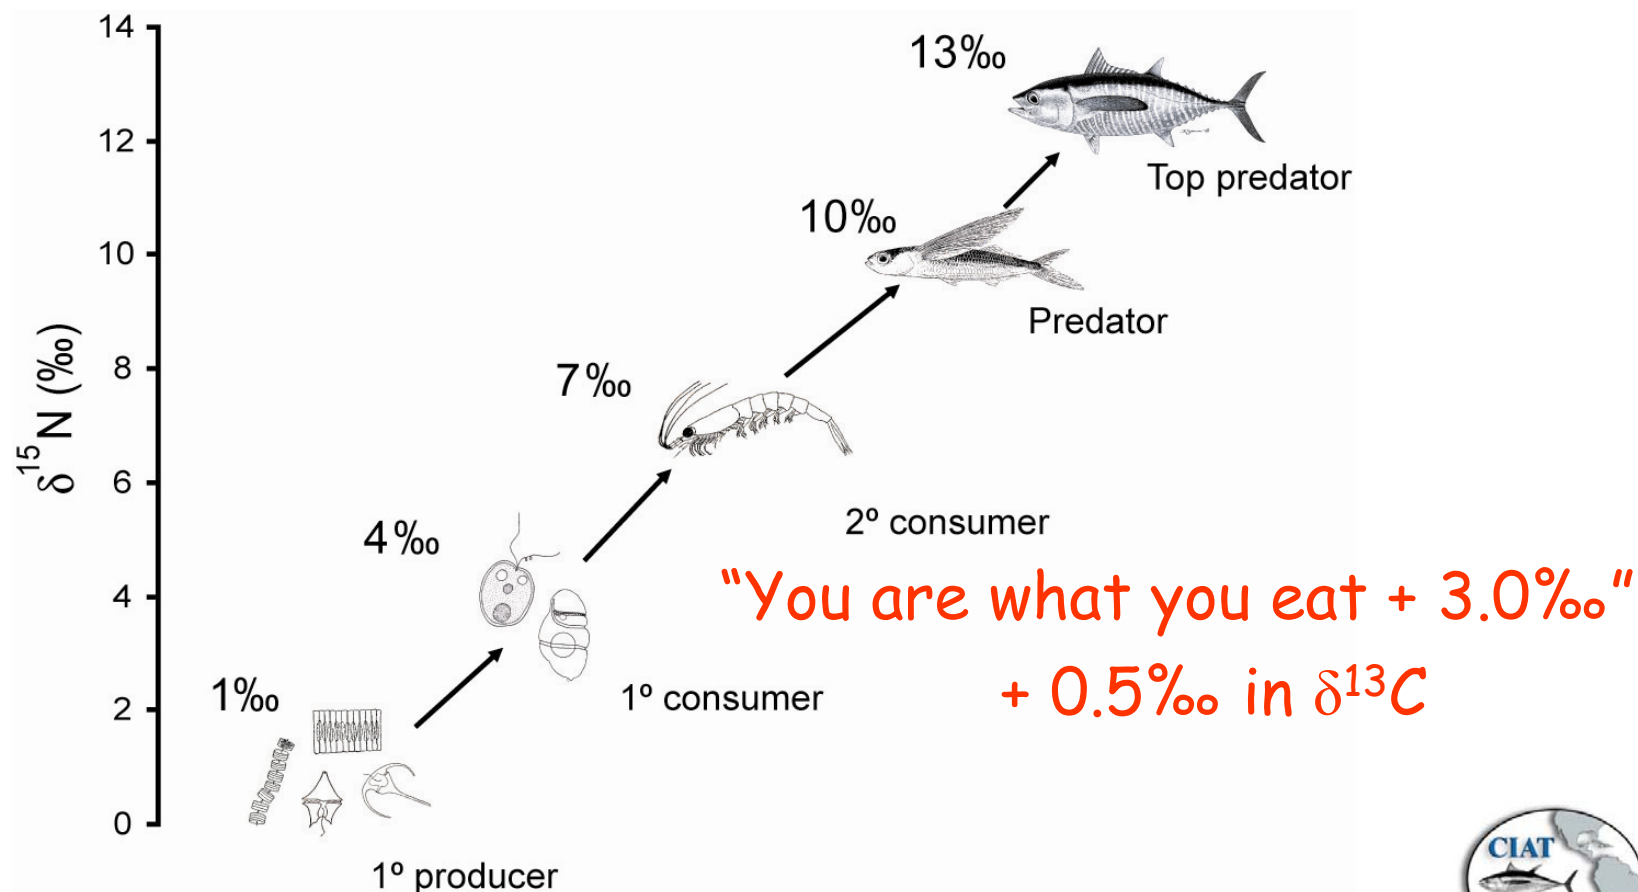 14
12
10
8
6
4
2
0
δ15N (‰)
13‰
Top predator
10‰
Predator
7‰
2º consumer
4‰
1º consumer
1‰
1º producer
“You are what you eat + 3.0‰”
+ 0.5‰ in δ13C
CIAT